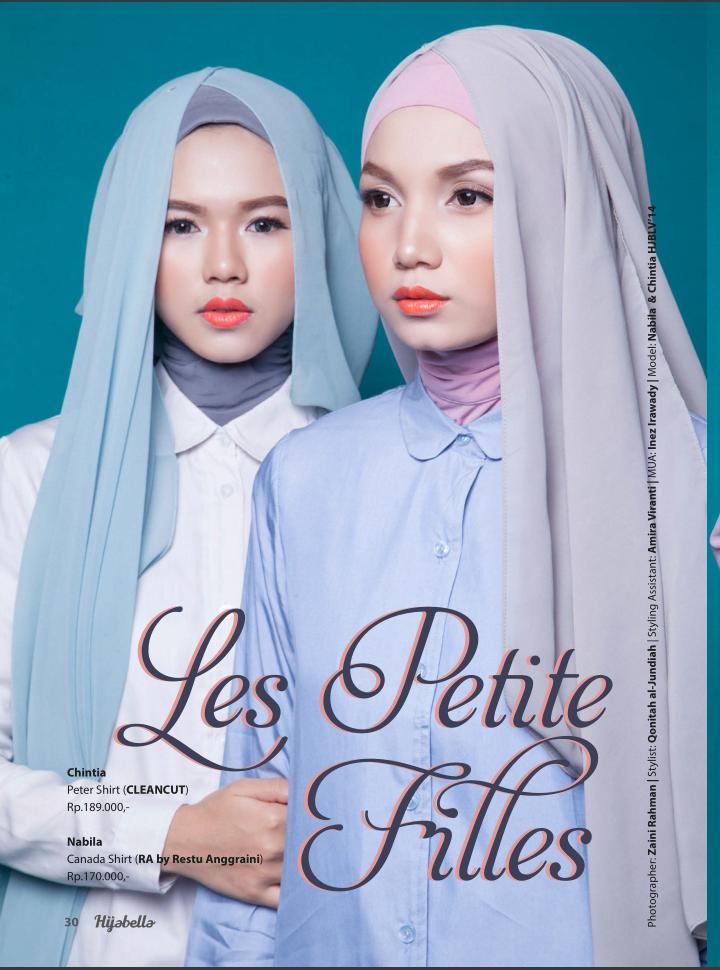 Les Petite
Filles
Chintia
Peter Shirt (CLEANCUT)
Rp.189.000,-
Nabila
Canada Shirt (RA by Restu Anggraini)
Rp.170.000,-
30 Hijabella
Photographer: Zaini Rahman | Stylist: Qonitah al-Jundiah | Styling Assistant: Amira Viranti | MUA: Inez Irawady | Model: Nabila & Chintia HJBLV'14